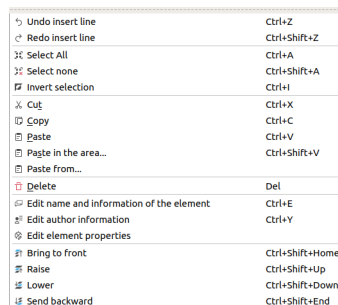 Undo insert line Ctrl+Z
Redo insert line Ctrl+Shift+Z
Select All Ctrl+A
Select none Ctrl+Shift+A
Invert selection Ctrl+I
Cut Ctrl+X
Copy Ctrl+C
Paste Ctrl+V
Paste in the area... Ctrl+Shift+V
Paste from...
Delete Del
Edit name and information of the element Ctrl+E
Edit author information Ctrl+Y
Edit element properties
Bring to front Ctrl+Shift+Home
Raise Ctrl+Shift+Up
Lower Ctrl+Shift+Down
Send backward Ctrl+Shift+End